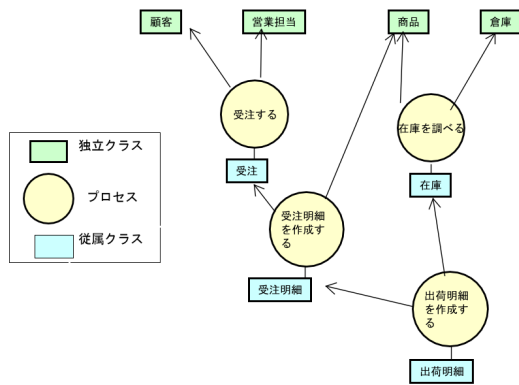 顧客
営業担当
商品
倉庫
受注する
在庫を調べる
受注
在庫
独立クラス
プロセス
従属クラス
受注明細
を作成す
る
受注明細
出荷明細
を作成す
る
出荷明細